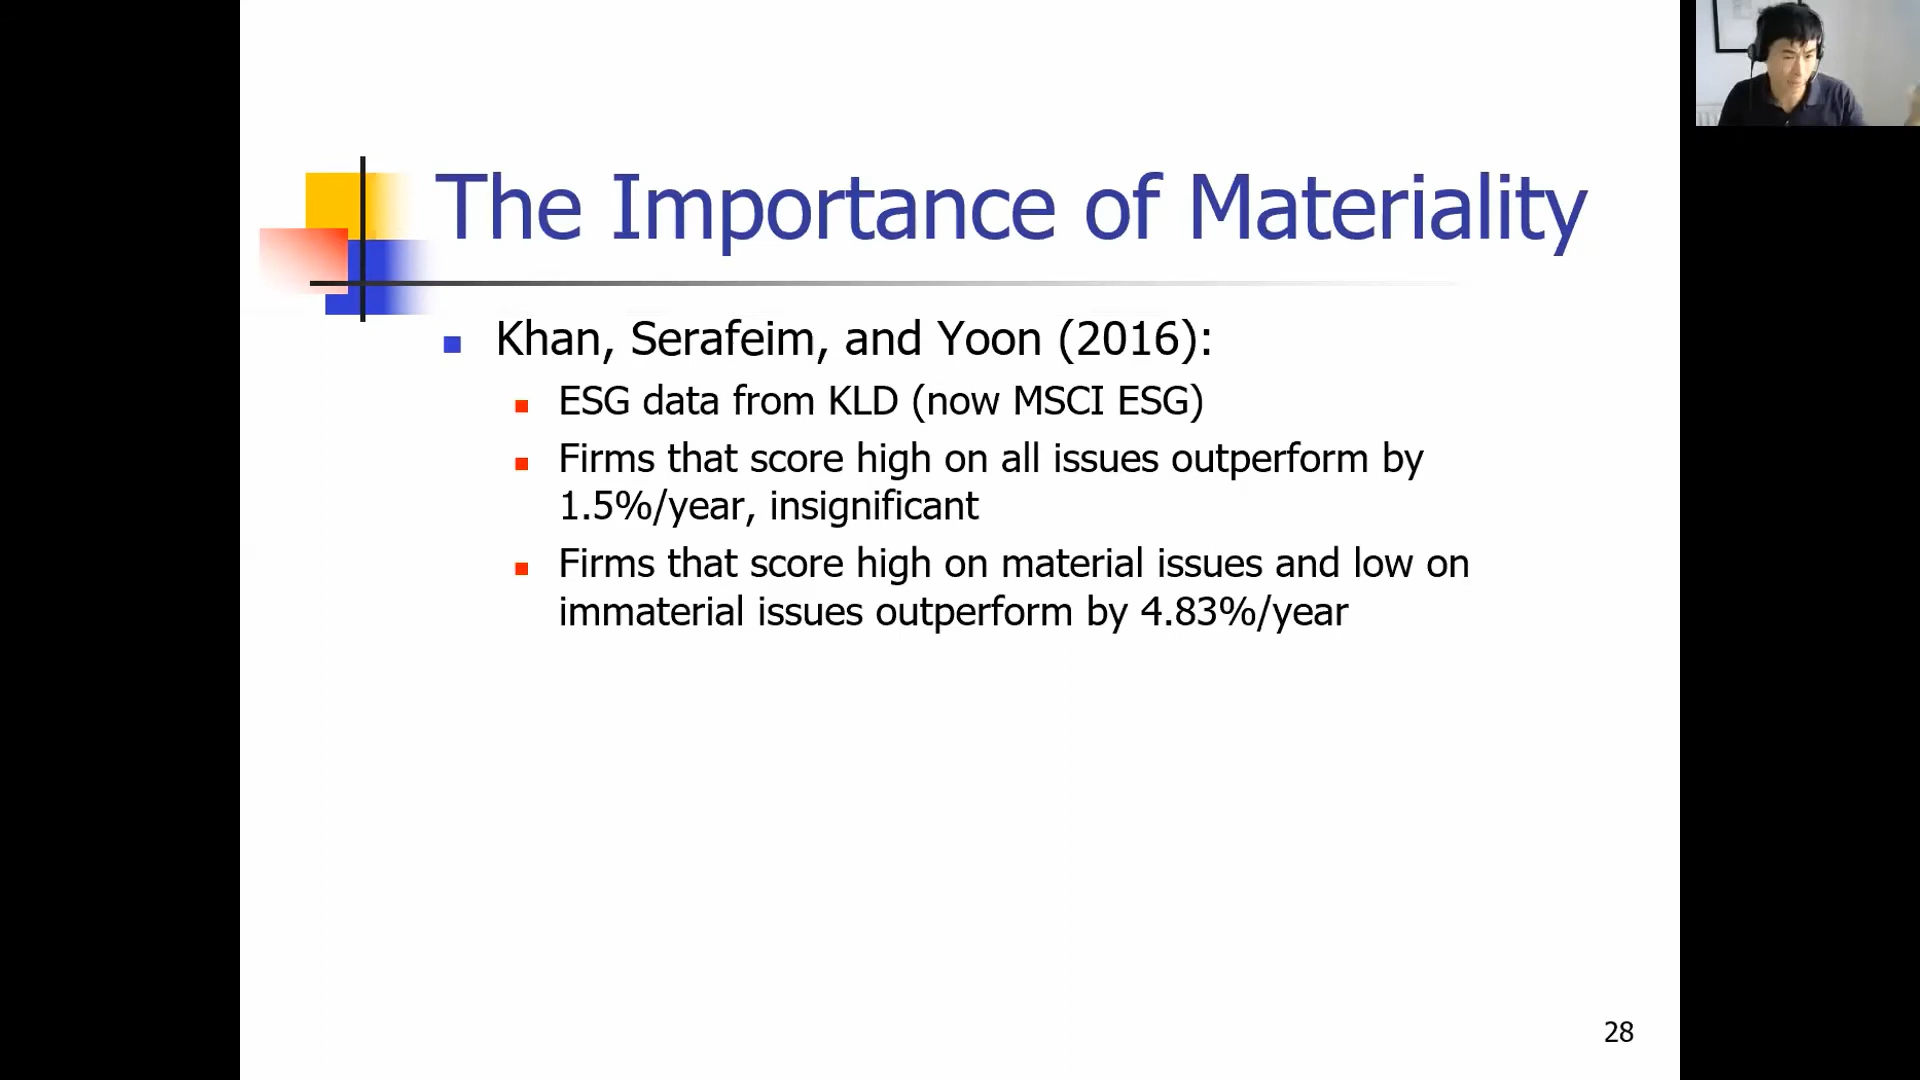 The Importance of Materiality
Khan, Serafeim, and Yoon (2016):
ESG data from KLD (now MSCI ESG)
Firms that score high on all issues outperform by
1.5%/year, insignificant
Firms that score high on material issues and low on
immaterial issues outperform by 4.83%/year
28